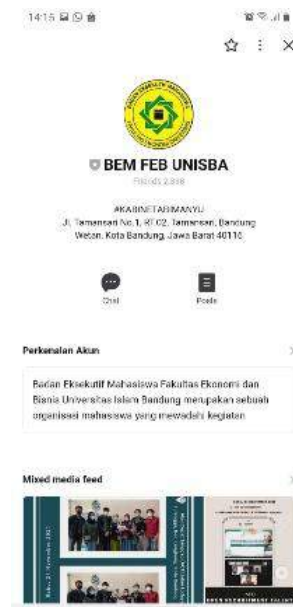 14:15
BEM FEB UNISBA
Friends
#KABINETABIMANYU
Jl. Tamansari No.1, RT.02, Tamansari, Bandung
Wetan, Kota Bandung, Jawa Barat 40116
Chat
Posts
Perkenalan Akun
Badan Eksekutif Mahasiswa Fakultas Ekonomi dan
Bisnis Universitas Islam Bandung merupakan sebuah
organisasi mahasiswa yang mewadahi kegiatan
Mixed media feed